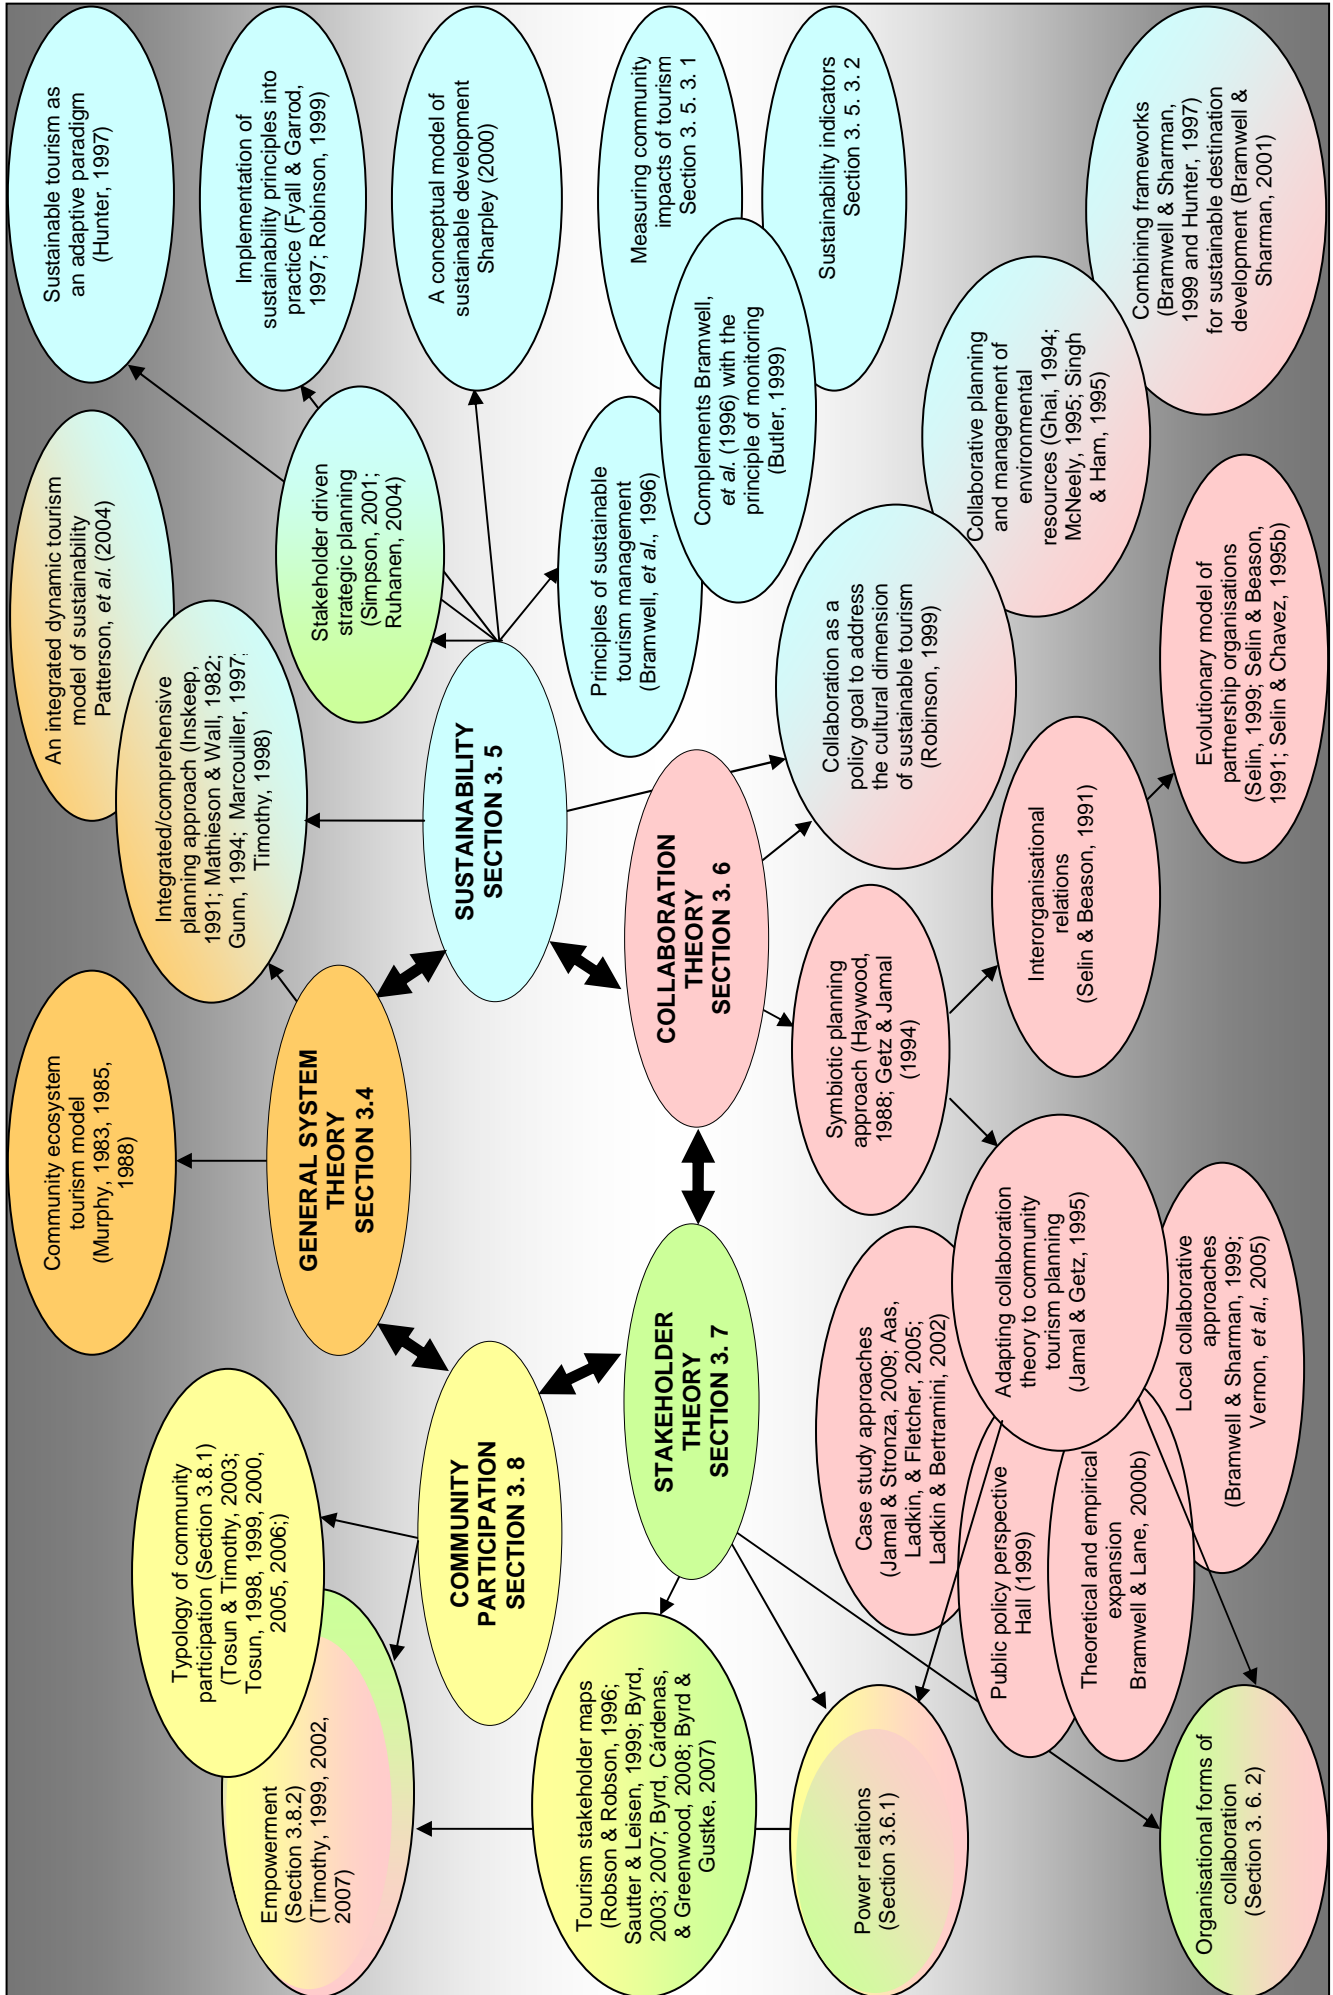 Community ecosystem
tourism model
(Murphy, 1983, 1985,
1988)
An integrated dynamic tourism
model of sustainability
Patterson, et al. (2004)
Sustainable tourism as
an adaptive paradigm
(Hunter, 1997)
Typology of community
participation (Section 3.8.1)
(Tosun & Timothy, 2003;
Tosun, 1998, 1999, 2000,
2005, 2006;)
Empowerment
(Section 3.8.2)
(Timothy, 1999, 2002,
2007)
GENERAL SYSTEM
THEORY
SECTION 3.4
Integrated/comprehensive
planning approach (Inskeep,
1991; Mathieson & Wall, 1982;
Gunn, 1994; Marcouiller, 1997;
Timothy, 1998)
Implementation of
sustainability principles into
practice (Fyall & Garrod,
1997; Robinson, 1999)
Stakeholder driven
strategic planning
(Simpson, 2001;
Ruhanen, 2004)
A conceptual model of
sustainable development
Sharpley (2000)
COMMUNITY
PARTICIPATION
SECTION 3. 8
SUSTAINABILITY
SECTION 3. 5
Principles of sustainable
tourism management
(Bramwell, et al., 1996)
Measuring community
impacts of tourism
Section 3. 5. 3. 1
Complements Bramwell,
et al. (1996) with the
principle of monitoring
(Butler, 1999)
Sustainability indicators
Section 3. 5. 3. 2
Tourism stakeholder maps
(Robson & Robson, 1996;
Sautter & Leisen, 1999; Byrd,
2003; 2007; Byrd, Cárdenas,
& Greenwood, 2008; Byrd &
Gustke, 2007)
STAKEHOLDER
THEORY
SECTION 3. 7
COLLABORATION
THEORY
SECTION 3. 6
Collaboration as a
policy goal to address
the cultural dimension
of sustainable tourism
(Robinson, 1999)
Collaborative planning
and management of
environmental
resources (Ghai, 1994;
McNeely, 1995; Singh
& Ham, 1995)
Combining frameworks
(Bramwell & Sharman,
1999 and Hunter, 1997)
for sustainable destination
development (Bramwell &
Sharman, 2001)
Power relations
(Section 3.6.1)
Case study approaches
(Jamal & Stronza, 2009; Aas,
Ladkin, & Fletcher, 2005;
Ladkin & Bertramini, 2002)
Symbiotic planning
approach (Haywood,
1988; Getz & Jamal
(1994)
Public policy perspective
Hall (1999)
Adapting collaboration
theory to community
tourism planning
(Jamal & Getz, 1995)
Interorganisational
relations
(Selin & Beason, 1991)
Theoretical and empirical
expansion
Bramwell & Lane, 2000b)
Local collaborative
approaches
(Bramwell & Sharman, 1999;
Vernon, et al., 2005)
Evolutionary model of
partnership organisations
(Selin, 1999; Selin & Beason,
1991; Selin & Chavez, 1995b)
Organisational forms of
collaboration
(Section 3. 6. 2)